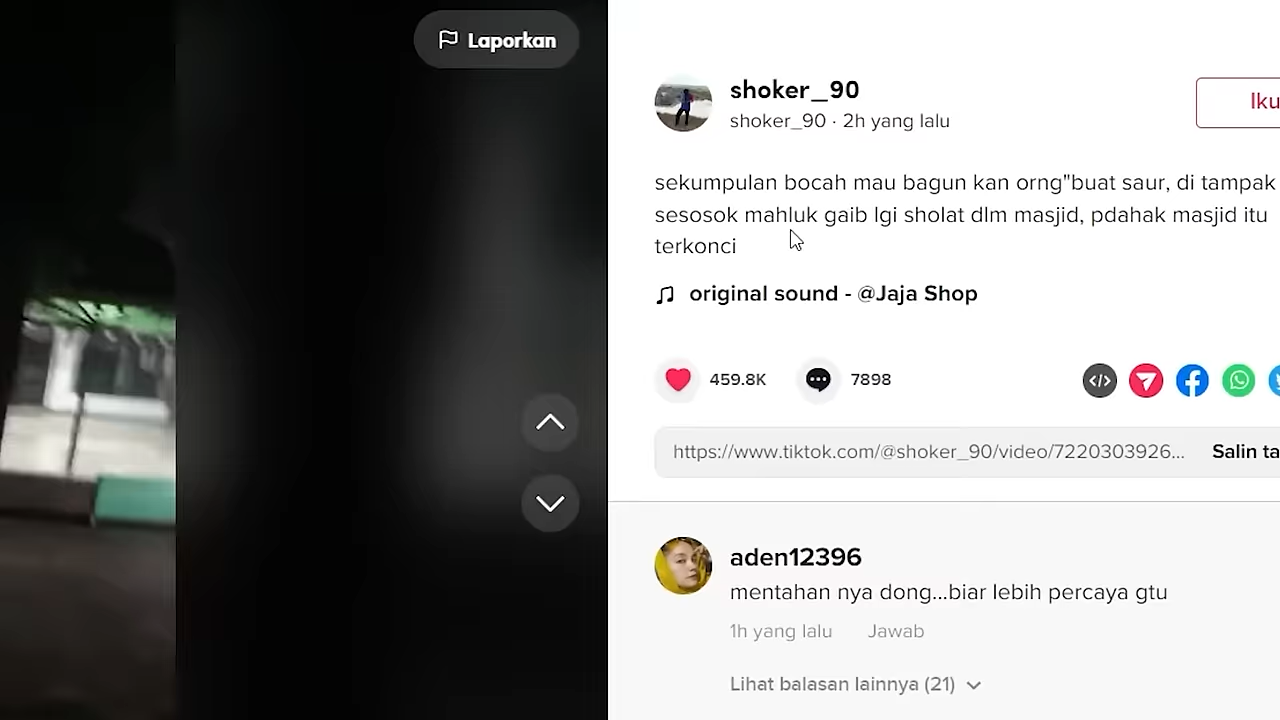 Laporkan
shoker_90
shoker_90 · 2h yang lalu
Iku
sekumpulan bocah mau bagun kan orng"buat saur, di tampak
sesosok mahluk gaib lgi sholat dlm masjid, pdahak masjid itu
terkonci
original sound - @Jaja Shop
459.8K
7898
https://www.tiktok.com/@shoker_90/video/7220303926...
Salin ta
aden12396
mentahan nya dong...biar lebih percaya gtu
1h yang lalu
Jawab
Lihat balasan lainnya (21)